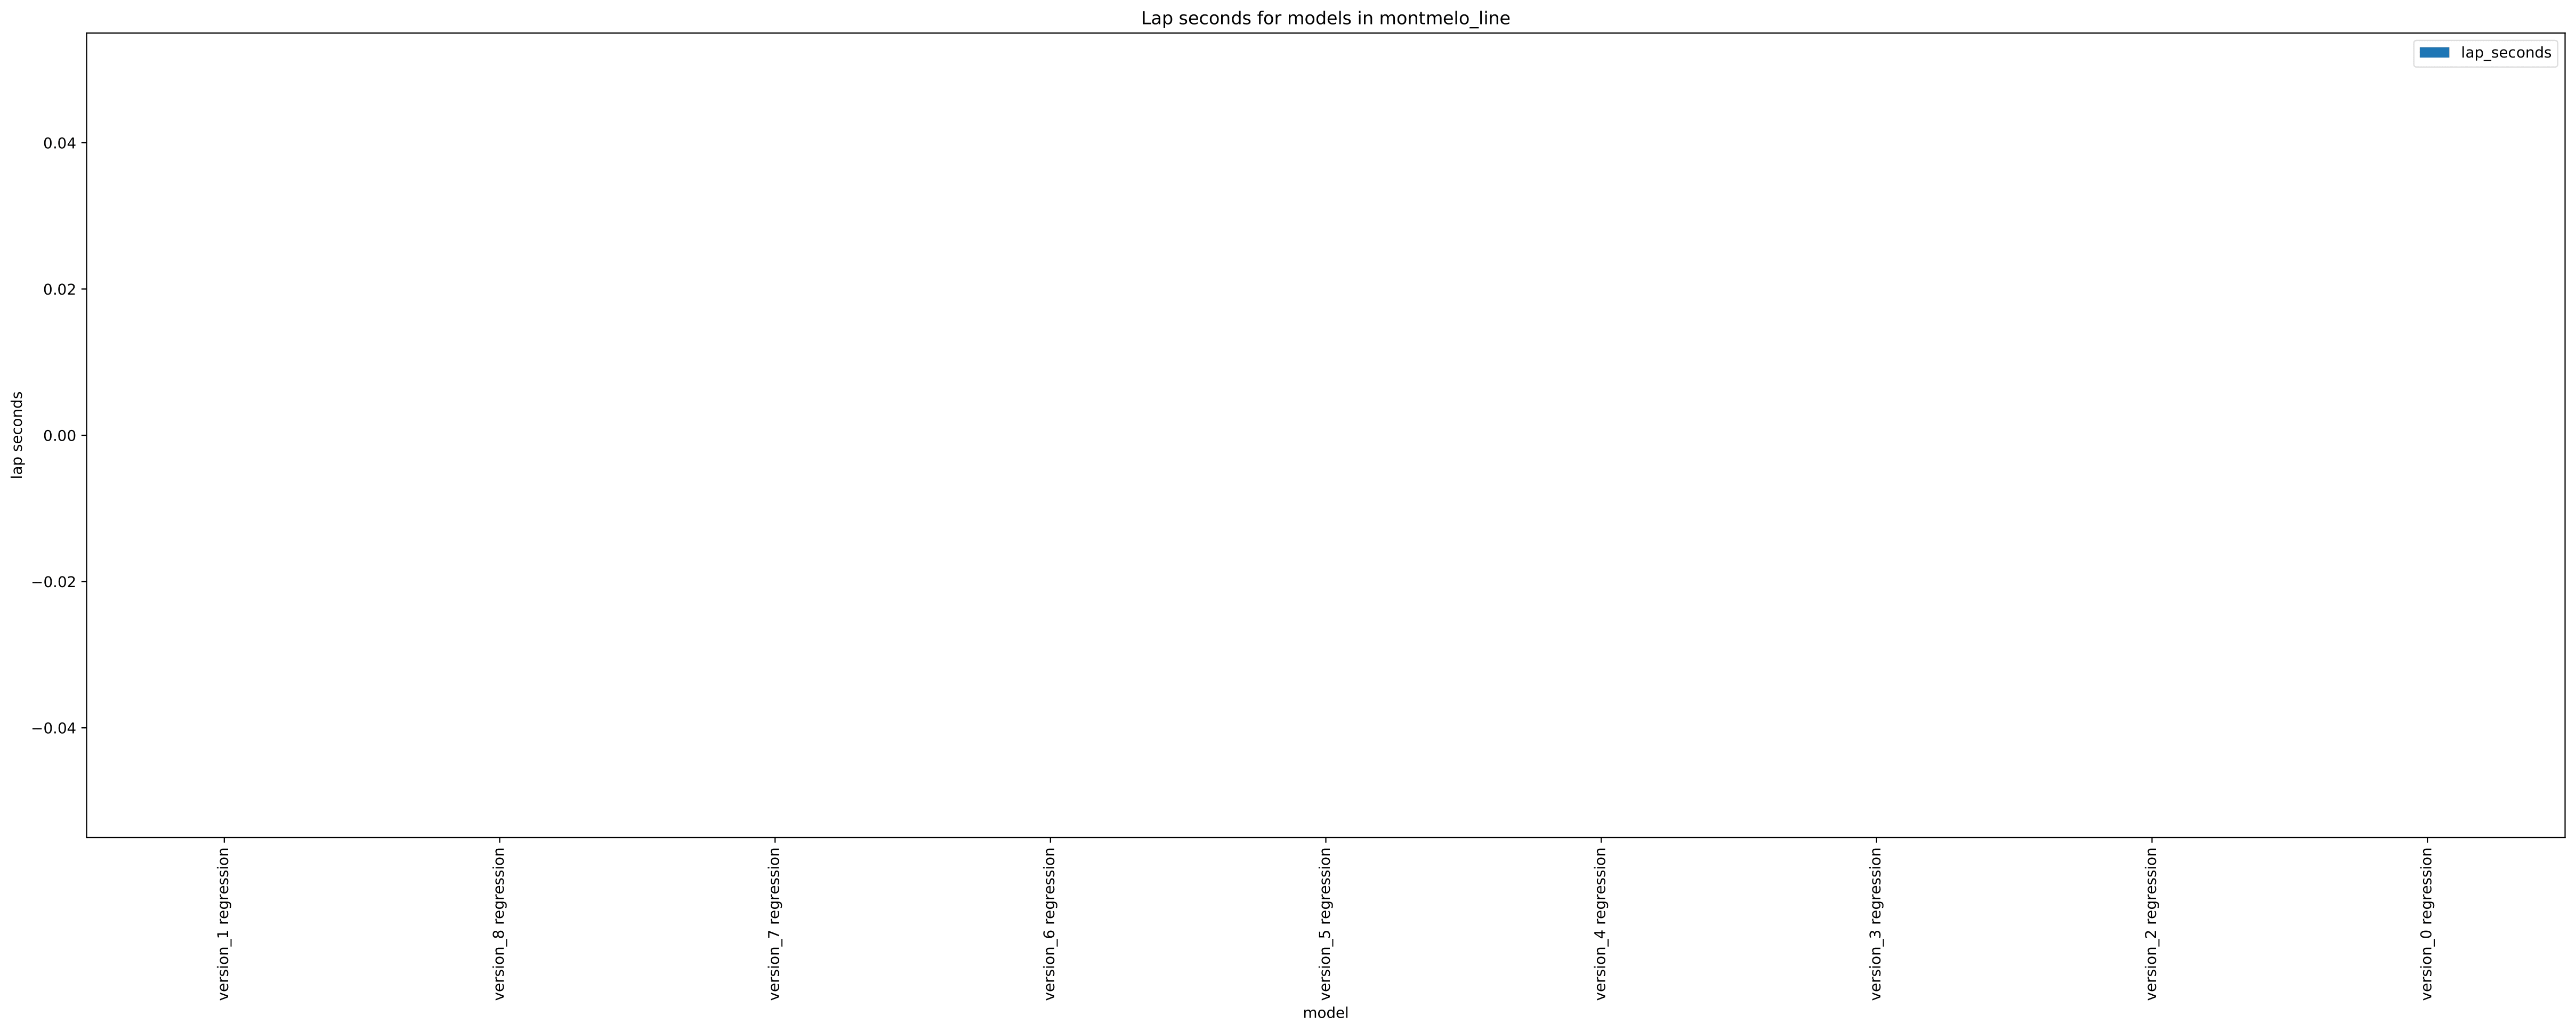 Lap seconds for models in montmelo_line
lap_seconds
0.04
0.02
0.00
−0.02
−0.04
lap seconds
version_1 regression
version_8 regression
version_7 regression
version_6 regression
version_5 regression
version_4 regression
version_3 regression
version_2 regression
version_0 regression
model